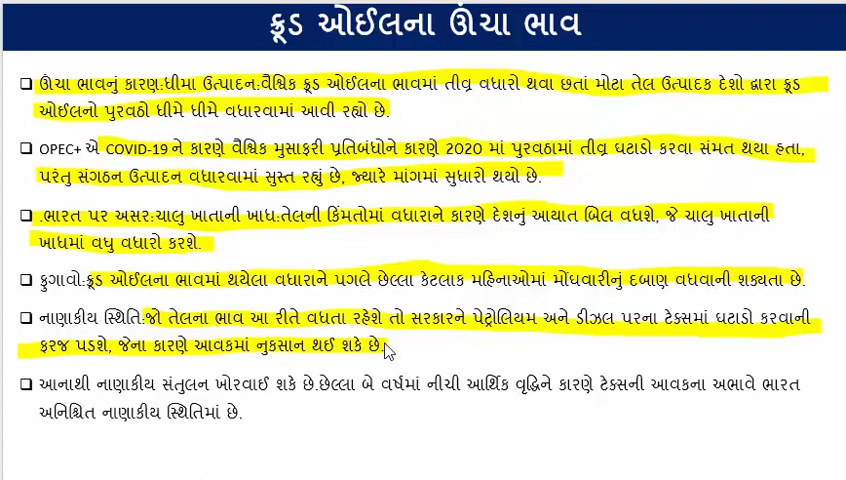 ક્રૂડ ઓઈલના ઊંચા ભાવ
❑ ઊંચા ભાવનું કારણ:ધીમા ઉત્પાદન:વૈશ્વિક ક્રૂડ ઓઈલના ભાવમાં તીવ્ર વધારો થવા છતાં મોટા તેલ ઉત્પાદક દેશો દ્વારા ક્રૂડ
ઓઈલનો પુરવઠો ધીમે ધીમે વધારવામાં આવી રહ્યો છે.
❑ OPEC+ એ COVID-19 ને કારણે વૈશ્વિક મુસાફરી પ્રતિબંધોને કારણે 2020 માં પુરવઠામાં તીવ્ર ઘટાડો કરવા સંમત થયા હતા,
પરંતુ સંગઠન ઉત્પાદન વધારવામાં સુસ્ત રહ્યું છે, જ્યારે માંગમાં સુધારો થયો છે.
❑ .ભારત પર અસર:ચાલુ ખાતાની ખાધ:તેલની કિંમતોમાં વધારાને કારણે દેશનું આયાત બિલ વધશે, જે ચાલુ ખાતાની
ખાધમાં વધુ વધારો કરશે.
❑ ફુગાવો:ક્રૂડ ઓઈલના ભાવમાં થયેલા વધારાને પગલે છેલ્લા કેટલાક મહિનાઓમાં મોંઘવારીનું દબાણ વધવાની શક્યતા છે.
❑ નાણાકીય સ્થિતિ:જો તેલના ભાવ આ રીતે વધતા રહેશે તો સરકારને પેટ્રોલિયમ અને ડીઝલ પરના ટેક્સમાં ઘટાડો કરવાની
ફરજ પડશે, જેના કારણે આવકમાં નુકસાન થઈ શકે છે.
❑ આનાથી નાણાકીય સંતુલન ખોરવાઈ શકે છે.છેલ્લા બે વર્ષમાં નીચી આર્થિક વૃદ્ધિને કારણે ટેક્સની આવકના અભાવે ભારત
અનિશ્ચિત નાણાકીય સ્થિતિમાં છે.